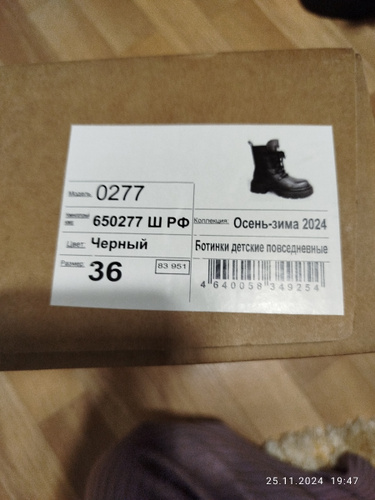 Модель: 0277
650277 Ш РФ
Коллекция: Осень-зима 2024
Цвет: Черный
Ботинки детские повседневные
Размер: 36
83 951
4 640058 349254
25.11.2024 19:47